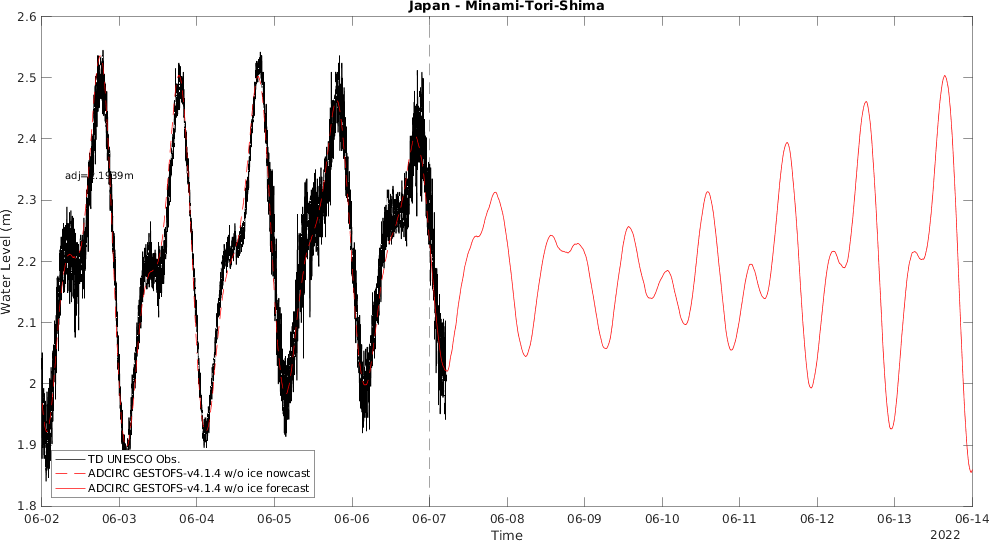 Japan - Minami-Tori-Shima
2.6
2.5
2.4
2.3
2.2
2.1
2
1.9
1.8
Water Level (m)
TD UNESCO Obs.
ADCIRC GESTOFS-v4.1.4 w/o ice nowcast
ADCIRC GESTOFS-v4.1.4 w/o ice forecast
06-02 06-03 06-04 06-05 06-06 06-07 06-08 06-09 06-10 06-11 06-12 06-13 06-14
Time
2022